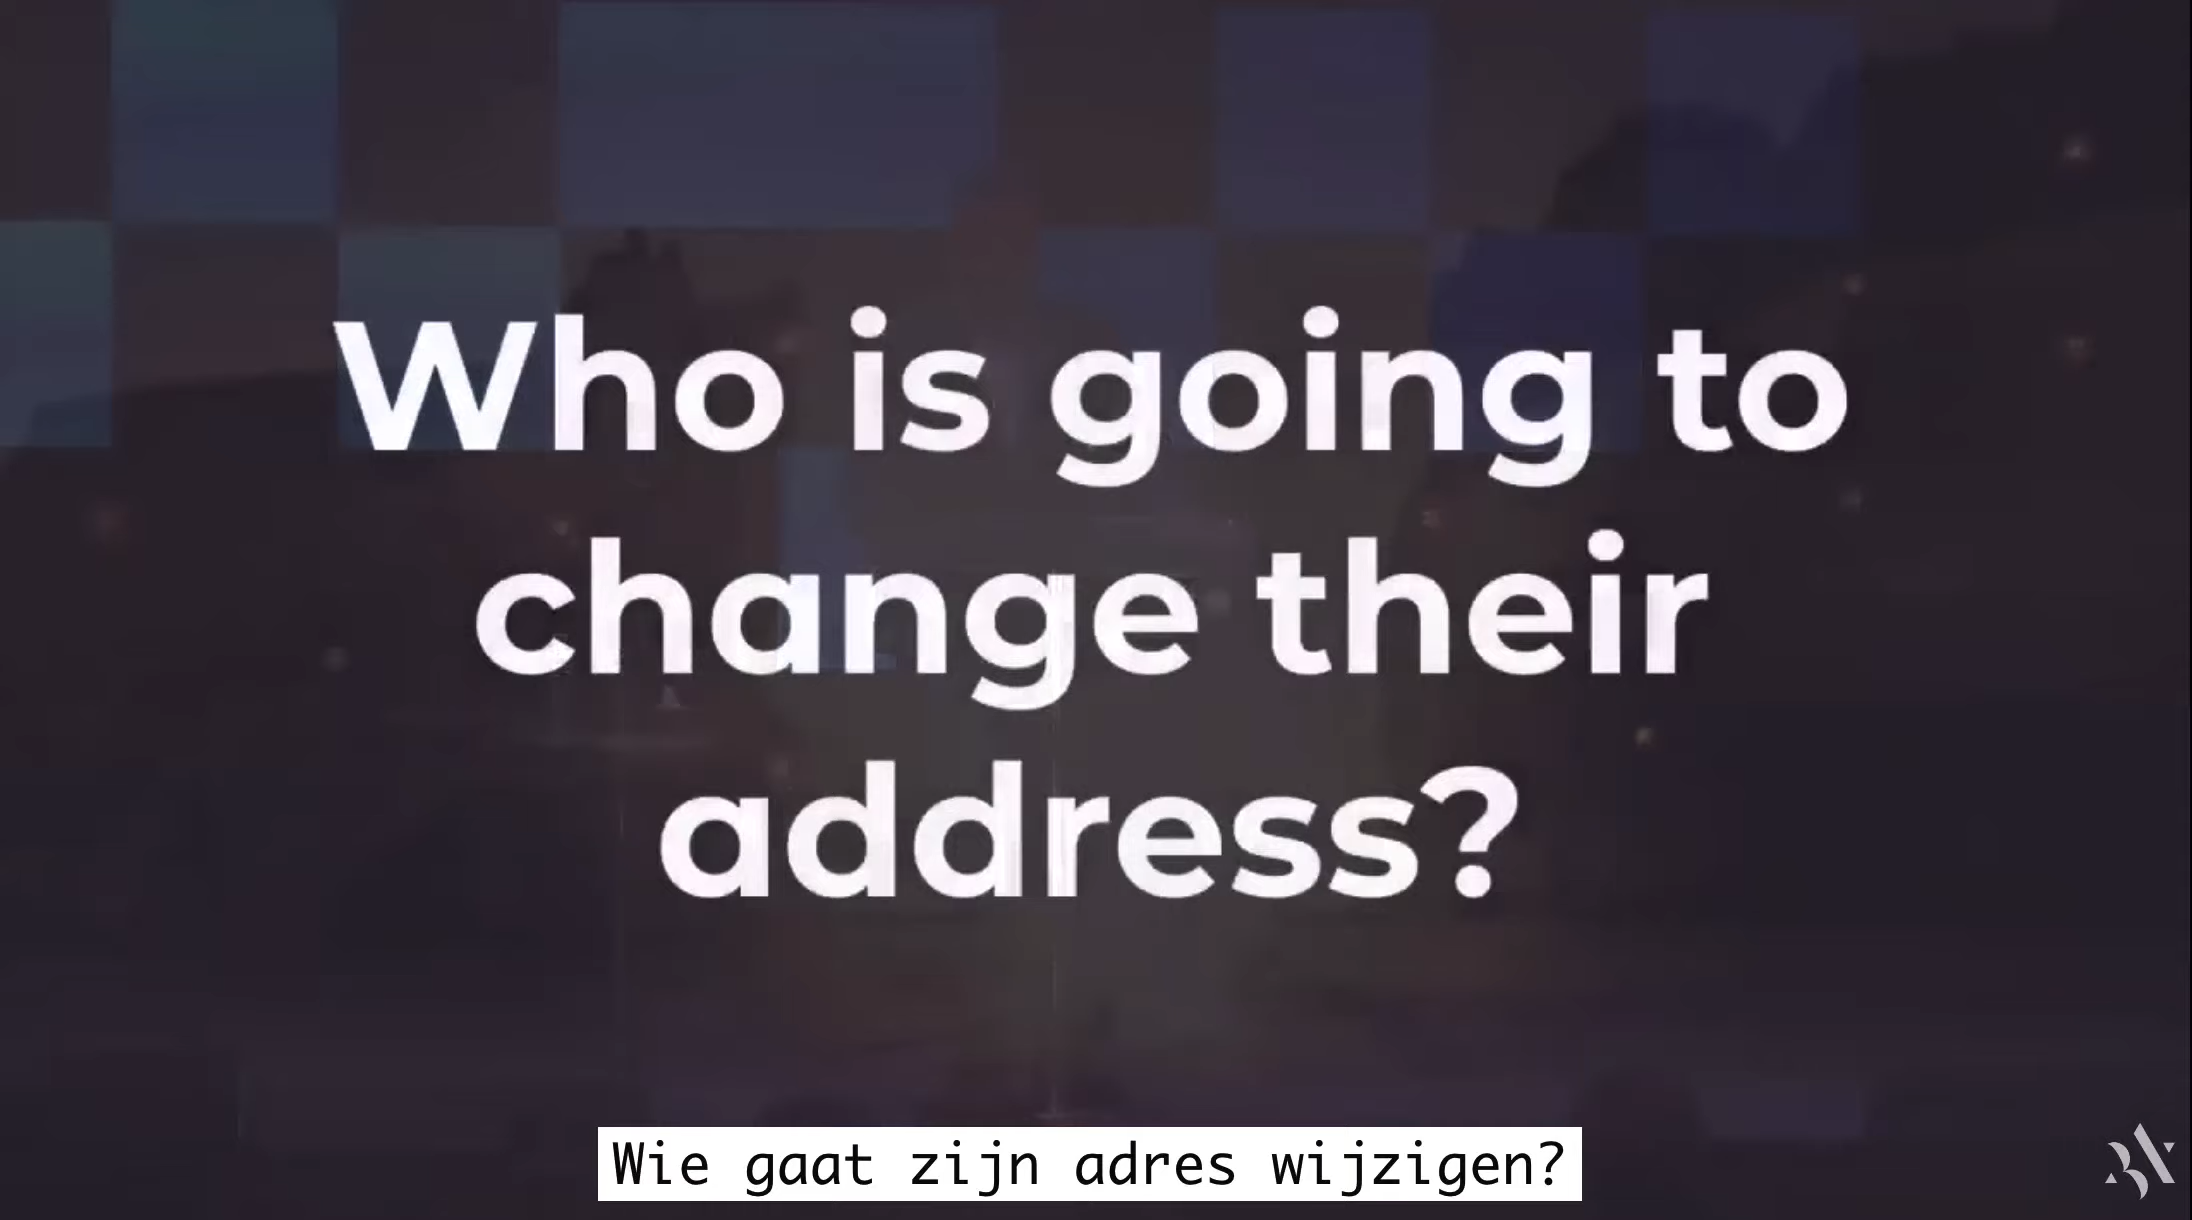 Who is going to
change their
address?
Wie gaat zijn adres wijzigen?